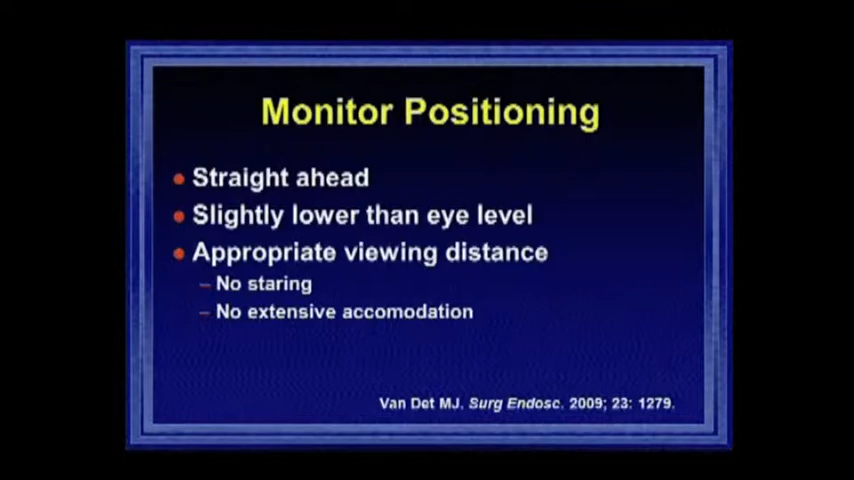 Monitor Positioning
• Straight ahead
• Slightly lower than eye level
• Appropriate viewing distance
– No staring
– No extensive accomodation
Van Det MJ. Surg Endosc. 2009; 23: 1279.